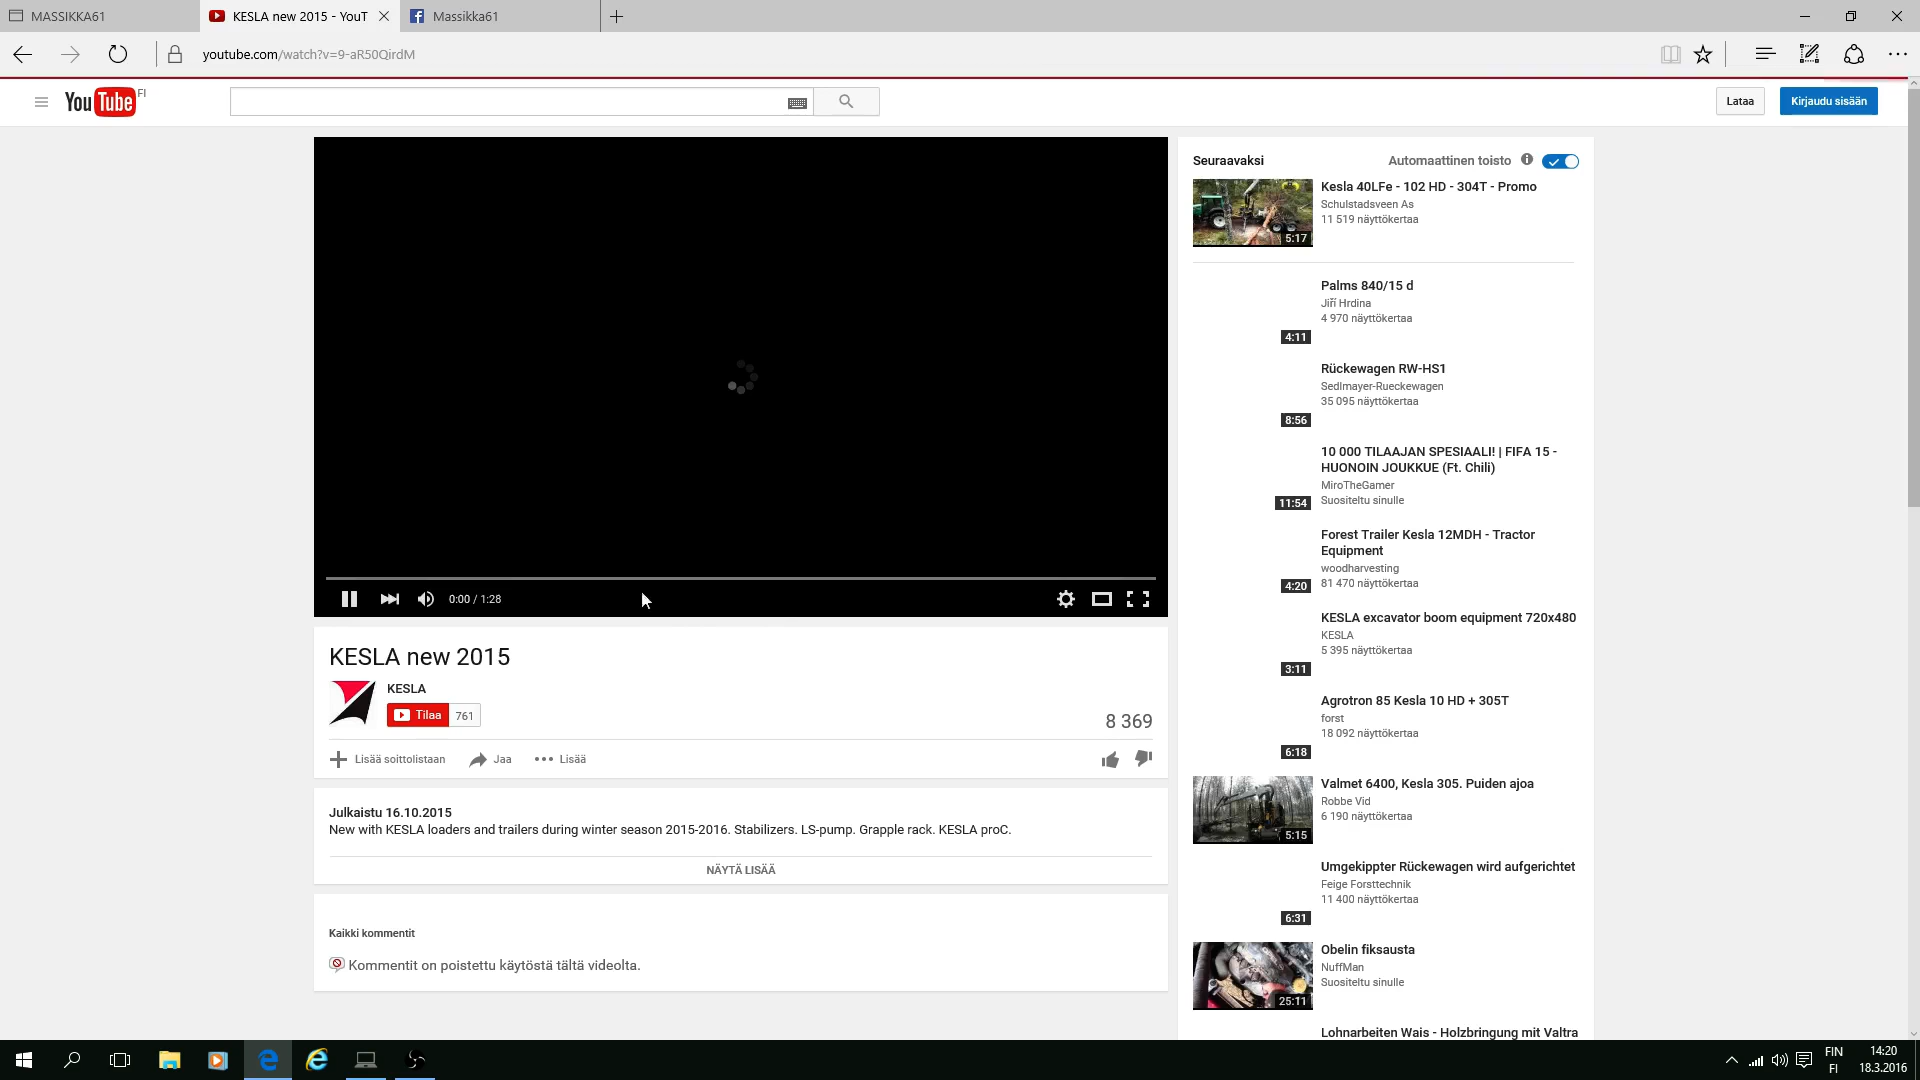 MASSIKKA61
KESLA new 2015 - YouT
Massikka61
youtube.com/watch?v=9-aR50QirdM
YouTube FI
Lataa
Kirjaudu sisään
0:00 / 1:28
KESLA new 2015
KESLA
Tilaa 761
8 369
Lisää soittolistaan
Jaa
Lisää
Julkaistu 16.10.2015
New with KESLA loaders and trailers during winter season 2015-2016. Stabilizers. LS-pump. Grapple rack. KESLA proC.
NÄYTÄ LISÄÄ
Kaikki kommentit
Kommentit on poistettu käytöstä tältä videolta.
Seuraavaksi
Automaattinen toisto
Kesla 40LFe - 102 HD - 304T - Promo
Schulstadsveen As
11 519 näyttökertaa
5:17
Palms 840/15 d
Jiří Hrdina
4 970 näyttökertaa
4:11
Rückewagen RW-HS1
Sedlmayer-Rueckewagen
35 095 näyttökertaa
8:56
10 000 TILAAJAN SPESIAALI! | FIFA 15 -
HUONOIN JOUKKUE (Ft. Chili)
MiroTheGamer
Suositeltu sinulle
11:54
Forest Trailer Kesla 12MDH - Tractor
Equipment
woodharvesting
81 470 näyttökertaa
4:20
KESLA excavator boom equipment 720x480
KESLA
5 395 näyttökertaa
3:11
Agrotron 85 Kesla 10 HD + 305T
forst
18 092 näyttökertaa
6:18
Valmet 6400, Kesla 305. Puiden ajoa
Robbe Vid
6 190 näyttökertaa
5:15
Umgekippter Rückewagen wird aufgerichtet
Feige Forsttechnik
11 400 näyttökertaa
6:31
Obelin fiksausta
NuffMan
Suositeltu sinulle
25:11
Lohnarbeiten Wais - Holzbringung mit Valtra
FIN
FI
14:20
18.3.2016